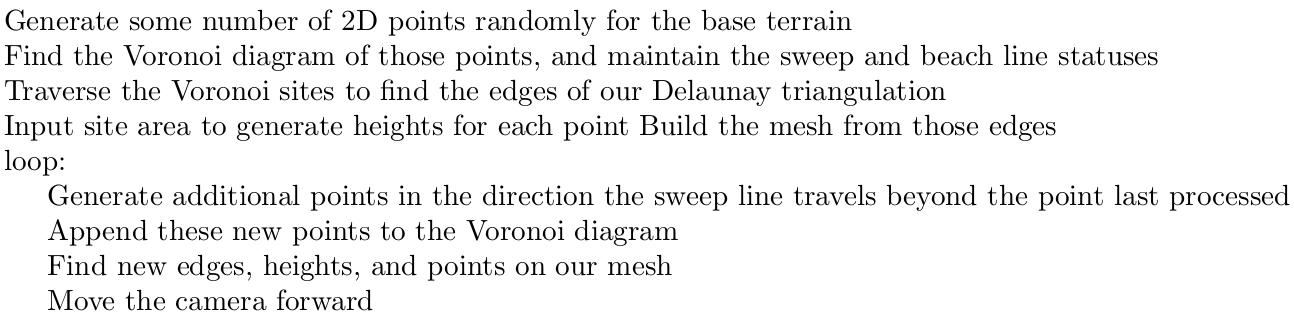 Generate some number of 2D points randomly for the base terrain
Find the Voronoi diagram of those points, and maintain the sweep and beach line statuses
Traverse the Voronoi sites to find the edges of our Delaunay triangulation
Input site area to generate heights for each point Build the mesh from those edges
loop:
Generate additional points in the direction the sweep line travels beyond the point last processed
Append these new points to the Voronoi diagram
Find new edges, heights, and points on our mesh
Move the camera forward